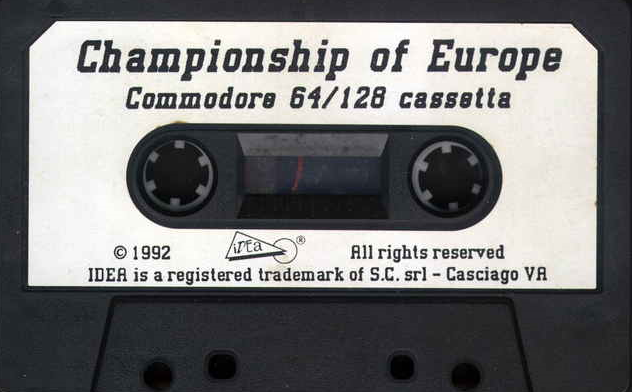 Championship of Europe
Commodore 64/128 cassetta
idea ®
© 1992 All rights reserved
IDEA is a registered trademark of S.C. srl - Casciago VA